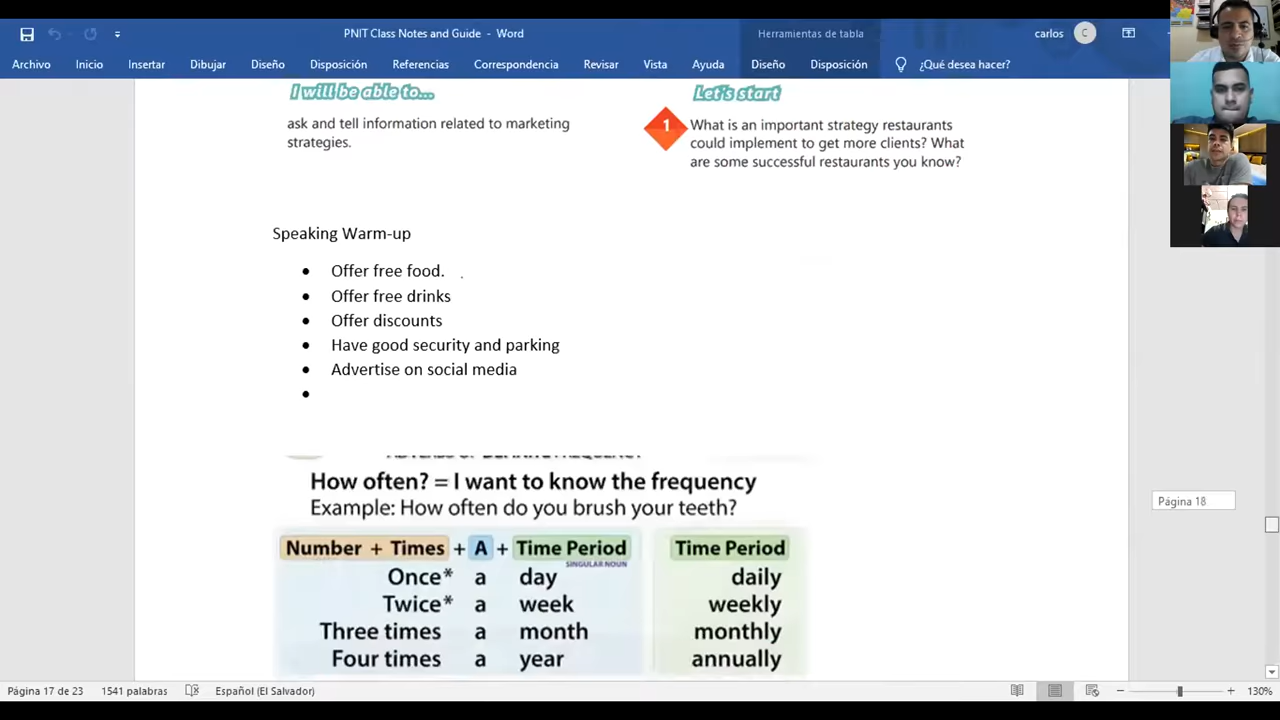 PNIT Class Notes and Guide - Word
Herramientas de tabla
carlos
C
Archivo Inicio Insertar Dibujar Diseño Disposición Referencias Correspondencia Revisar Vista Ayuda Diseño Disposición ¿Qué desea hacer?
I will be able to...
ask and tell information related to marketing
strategies.
Let's start
1 What is an important strategy restaurants
could implement to get more clients? What
are some successful restaurants you know?
Speaking Warm-up
• Offer free food.
• Offer free drinks
• Offer discounts
• Have good security and parking
• Advertise on social media
•
How often? = I want to know the frequency
Example: How often do you brush your teeth?
Number + Times + A + Time Period Time Period
SINGULAR NOUN
Once* a day daily
Twice* a week weekly
Three times a month monthly
Four times a year annually
Página 18
Página 17 de 23 1541 palabras Español (El Salvador) 130%